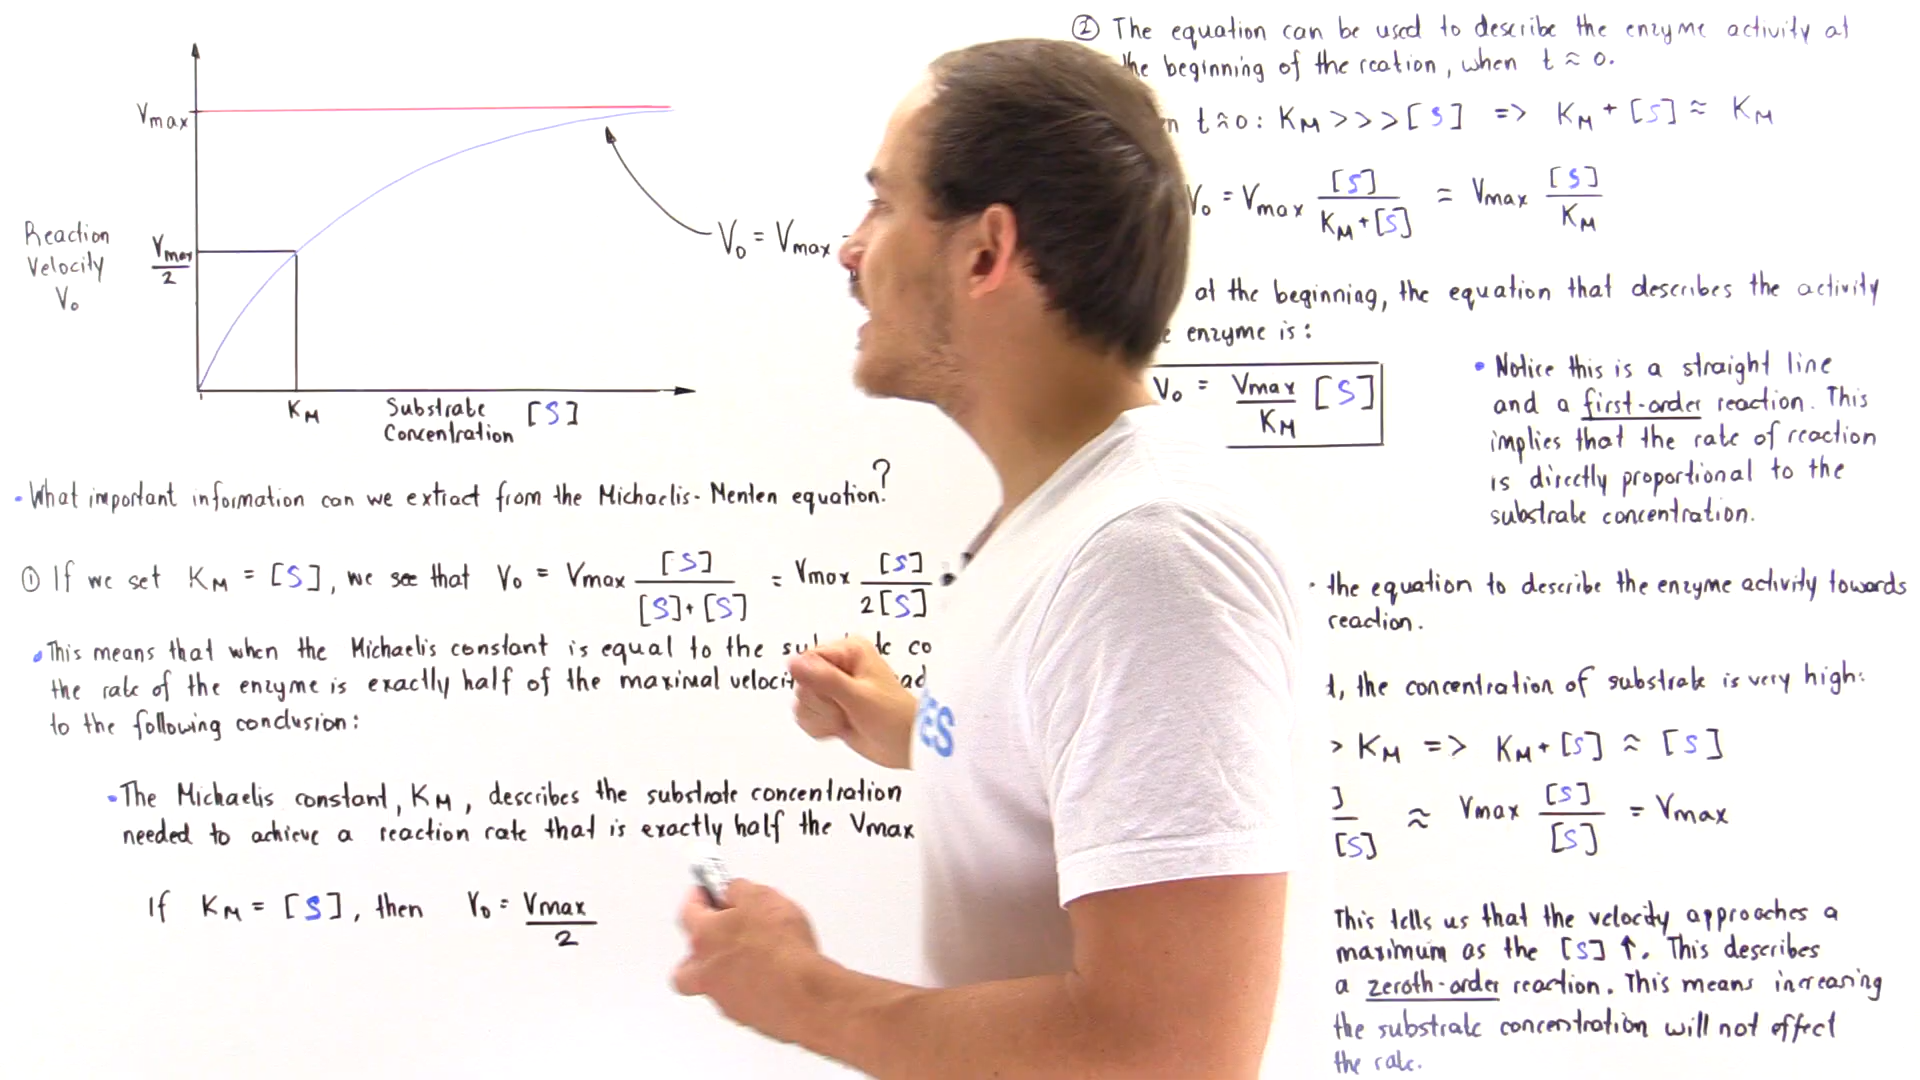 Vmax
Reaction
Velocity
V₀
Vmax
2
KM
Substrate
Concentration [S]
V₀ = Vmax
• What important information can we extract from the Michaelis-Menten equation?
① If we set KM = [S], we see that V₀ = Vmax [S] / [S]+[S] = Vmax [S] / 2[S]
• This means that when the Michaelis constant is equal to the
the rate of the enzyme is exactly half of the maximal
to the following conclusion:
• The Michaelis constant, KM, describes the substrate concentration
needed to achieve a reaction rate that is exactly half the Vmax
If KM = [S], then V₀ = Vmax / 2
ES
② The equation can be used to describe the enzyme activity at
the beginning of the reation, when t ≈ 0.
t≈0: KM >>> [S] => KM + [S] ≈ KM
V₀ = Vmax [S] / KM+[S] ≈ Vmax [S] / KM
at the beginning, the equation that describes the activity
enzyme is:
V₀ = Vmax / KM [S]
• Notice this is a straight line
and a first-order reaction. This
implies that the rate of reaction
is directly proportional to the
substrate concentration.
the equation to describe the enzyme activity towards
reaction.
, the concentration of substrate is very high:
> KM => KM+[S] ≈ [S]
] / [S] ≈ Vmax [S] / [S] = Vmax
This tells us that the velocity approaches a
maximum as the [S] ↑. This describes
a zeroth-order reaction. This means increasing
the substrate concentration will not effect
the rate.